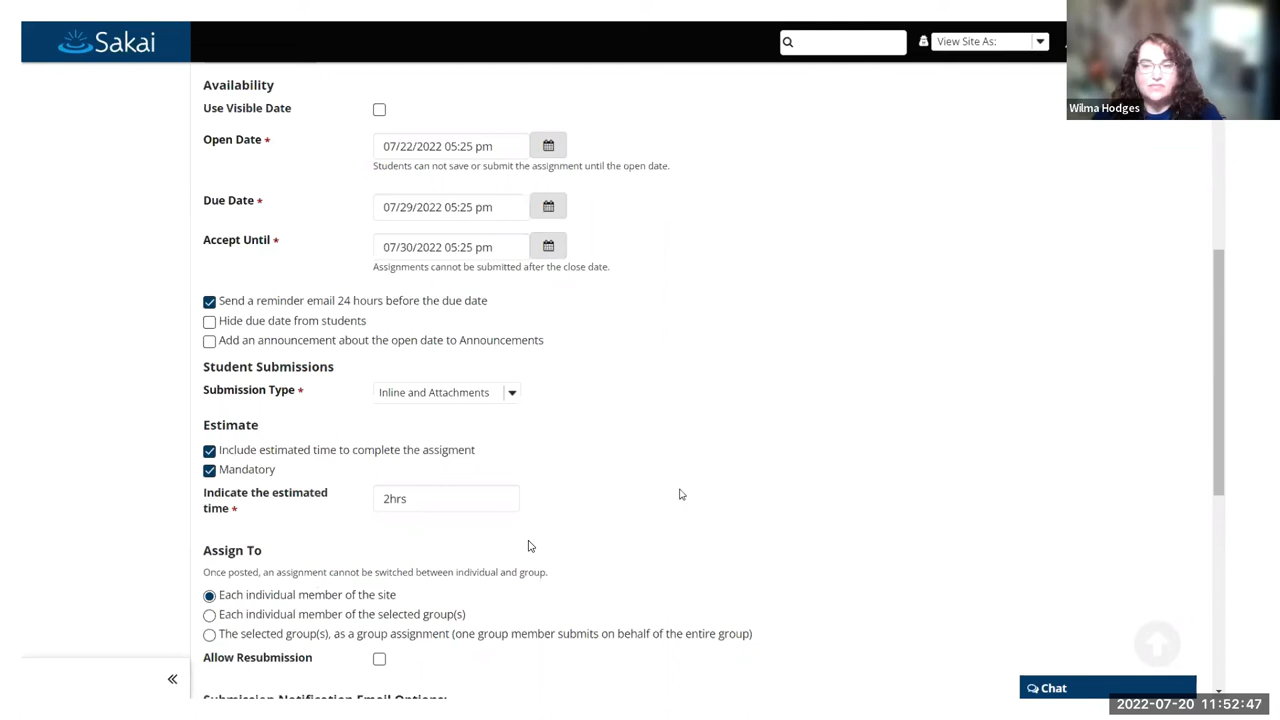 Sakai
View Site As:
Wilma Hodges
Availability
Use Visible Date
Open Date *
07/22/2022 05:25 pm
Students can not save or submit the assignment until the open date.
Due Date *
07/29/2022 05:25 pm
Accept Until *
07/30/2022 05:25 pm
Assignments cannot be submitted after the close date.
Send a reminder email 24 hours before the due date
Hide due date from students
Add an announcement about the open date to Announcements
Student Submissions
Submission Type *
Inline and Attachments
Estimate
Include estimated time to complete the assigment
Mandatory
Indicate the estimated
time *
2hrs
Assign To
Once posted, an assignment cannot be switched between individual and group.
Each individual member of the site
Each individual member of the selected group(s)
The selected group(s), as a group assignment (one group member submits on behalf of the entire group)
Allow Resubmission
Submission Notification Email Options:
Chat
2022-07-20 11:52:47